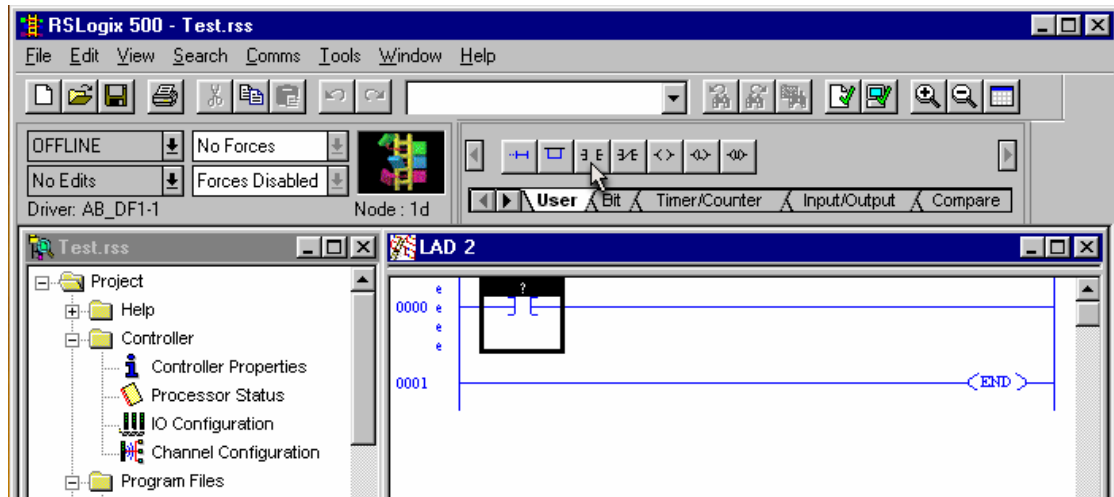 RSLogix 500 - Test.rss
File Edit View Search Comms Tools Window Help
OFFLINE No Forces
No Edits Forces Disabled
Driver: AB_DF1-1 Node : 1d
User Bit Timer/Counter Input/Output Compare
Test.rss
Project
Help
Controller
Controller Properties
Processor Status
IO Configuration
Channel Configuration
Program Files
LAD 2
?
e
0000 e
e
e
0001 END